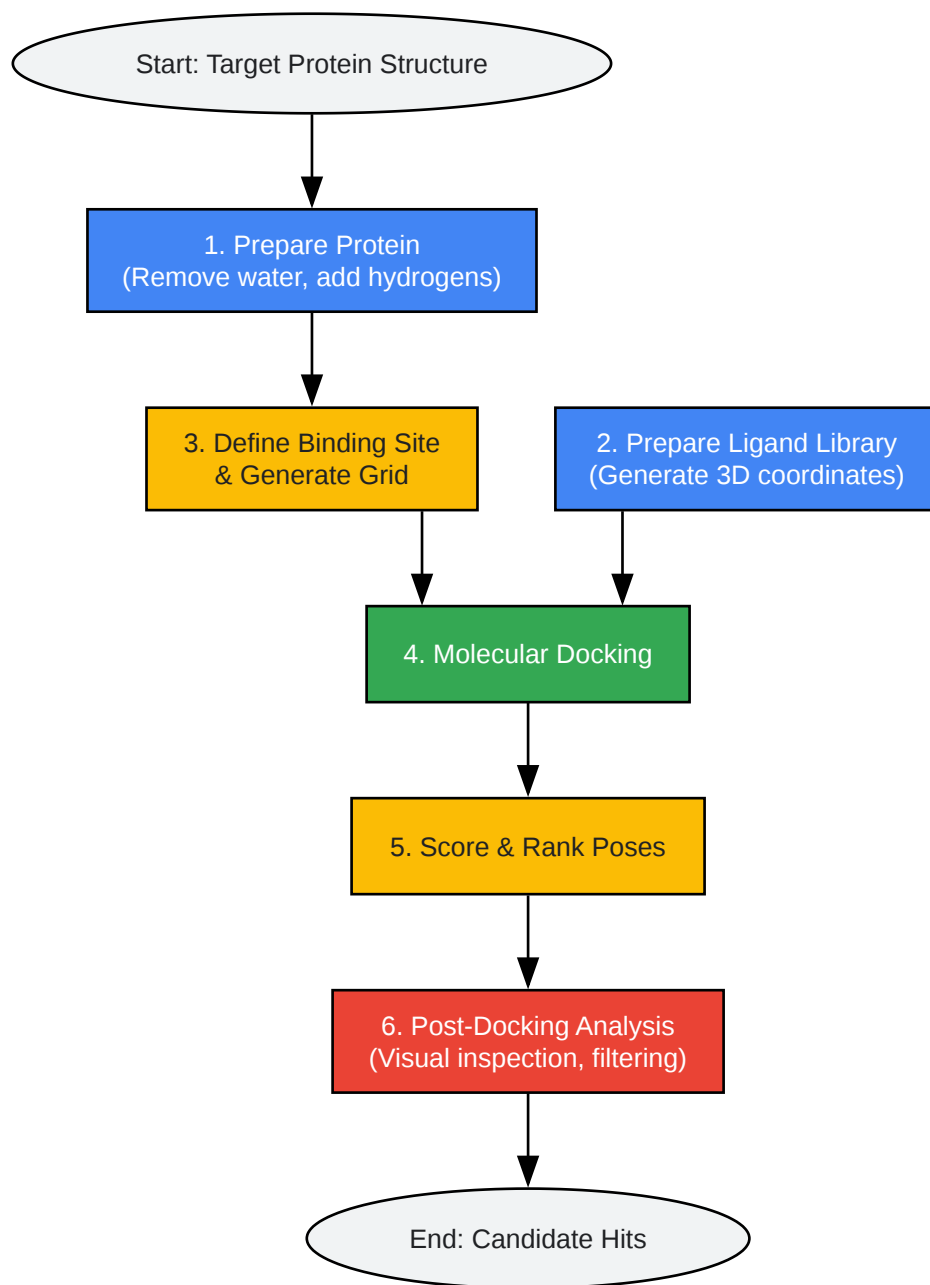 Start: Target Protein Structure
1. Prepare Protein
(Remove water, add hydrogens)
3. Define Binding Site
& Generate Grid
2. Prepare Ligand Library
(Generate 3D coordinates)
4. Molecular Docking
5. Score & Rank Poses
6. Post-Docking Analysis
(Visual inspection, filtering)
End: Candidate Hits